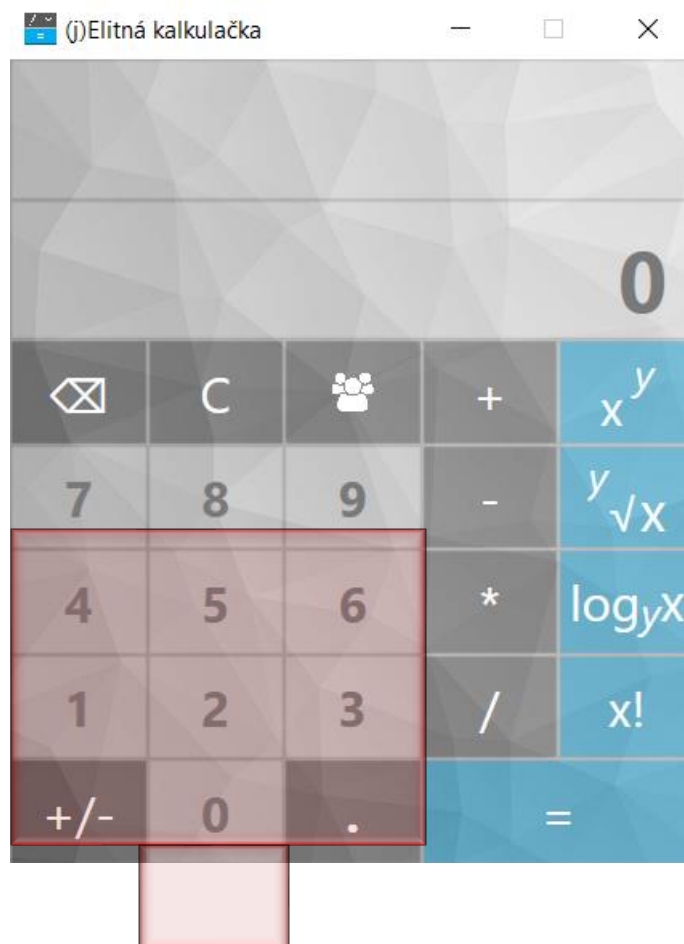 (j)Elitná kalkulačka
0
C + x y
7 8 9 - y √x
4 5 6 * logyx
1 2 3 / x!
+/- 0 . =